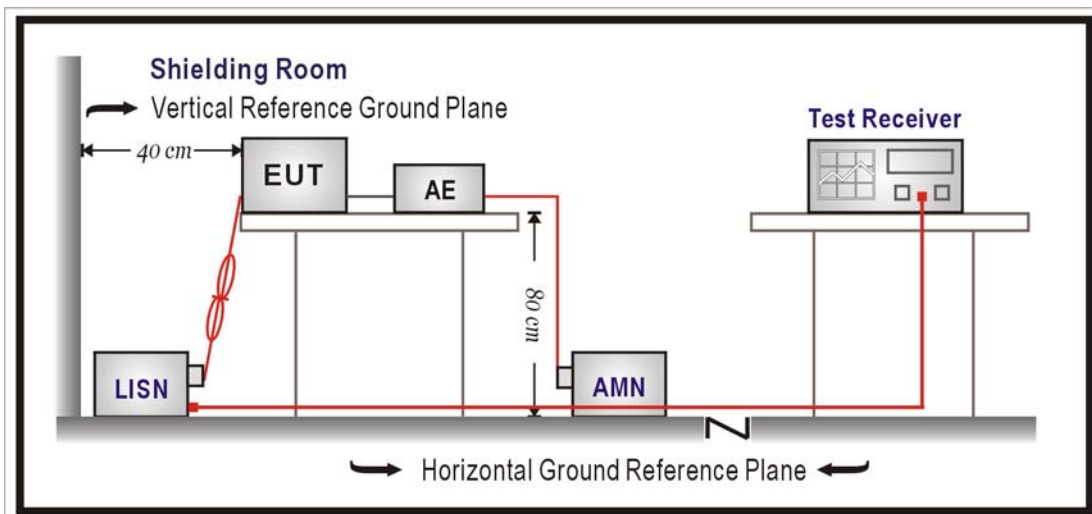 Shielding Room
Vertical Reference Ground Plane
Test Receiver
40 cm
EUT
AE
80 cm
LISN
AMN
Horizontal Ground Reference Plane